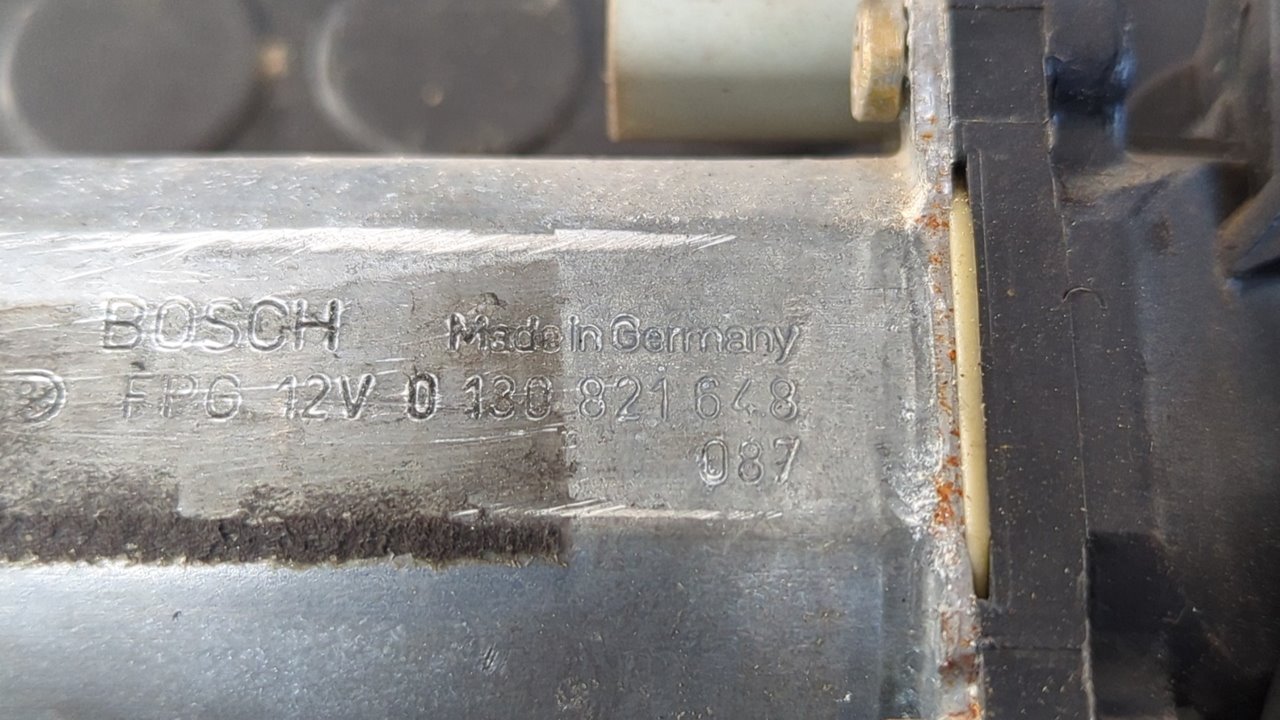 BOSCH Made in Germany
FPG 12V 0 130 821 648
087